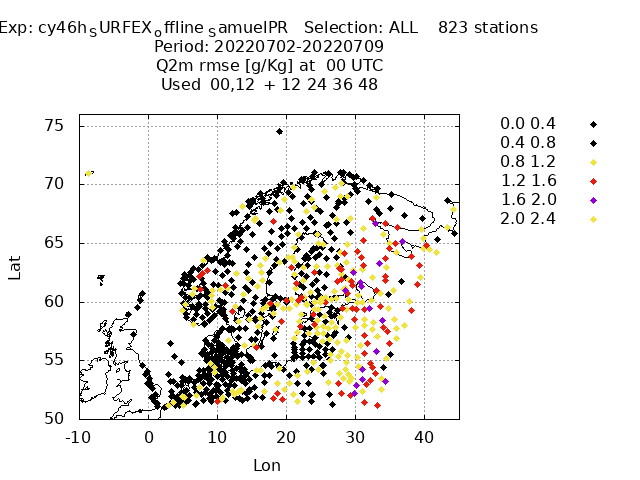 Exp: cy46hSURFEXoffline SamuelPR Selection: ALL 823 stations
Period: 20220702-20220709
Q2m rmse [g/Kg] at 00 UTC
Used 00,12 + 12 24 36 48
75
70
65
60
55
50
-10 0 10 20 30 40
Lat
Lon
0.0 0.4
0.4 0.8
0.8 1.2
1.2 1.6
1.6 2.0
2.0 2.4